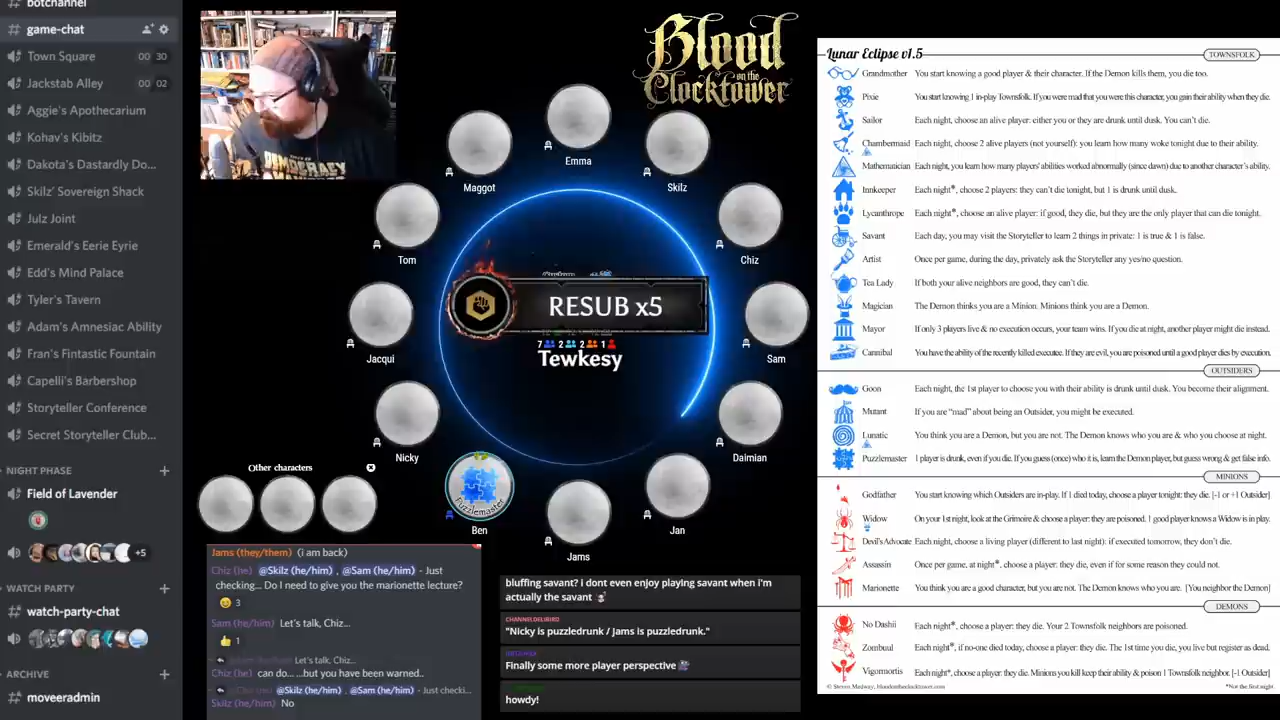 # botchannel
# game-chat
Town Square 00 30
Potion Alley 00 02
Apothecarium
Kohav's Kibitz
Dakota's Dastardly Do...
Skilz' Sovereign Shack
Julz Joint
Emerald's Eerie Eyrie
Edd's Mind Palace
Tyler's Tavern
Adam's Amnesiac Ability
Fran's Fintastic Fountain
Capelli's Barbershop
Storyteller Conference
Secret Storyteller Club...
NIGHT PHASE +
Field of Lavender
+5
WATCH PARTY +
watch-party-chat
ARCHIVE +
moveeradmin
DEMOCRACY
Blood
on the
Clocktower
Emma
Maggot
Skilz
Tom
Chiz
Jacqui
Sam
Nicky
Daimian
Ben
Jams
Jan
Puzzlemaster
RESUB x5
7 2 2 1
Tewkesy
Other characters
Jams (they/them) (i am back)
Chiz (he) @Skilz (he/him) , @Sam (he/him) - Just
checking... Do I need to give you the marionette lecture?
3
Sam (he/him) Let's talk, Chiz...
1
Let's talk, Chiz...
Chiz (he) can do... ...but you have been warned..
@Skilz (he/him) , @Sam (he/him) - Just checki...
Skilz (he/him) No
bluffing savant? i dont even enjoy playing savant when i'm
actually the savant
CHANNELDELIBIRD
"Nicky is puzzledrunk / Jams is puzzledrunk."
Finally some more player perspective
howdy!
Lunar Eclipse v1.5
TOWNSFOLK
Grandmother You start knowing a good player & their character. If the Demon kills them, you die too.
Pixie You start knowing 1 in-play Townsfolk. If you were mad that you were this character, you gain their ability when they die.
Sailor Each night, choose an alive player: either you or they are drunk until dusk. You can't die.
Chambermaid Each night, choose 2 alive players (not yourself): you learn how many woke tonight due to their ability.
Mathematician Each night, you learn how many players' abilities worked abnormally (since dawn) due to another character's ability.
Innkeeper Each night*, choose 2 players: they can't die tonight, but 1 is drunk until dusk.
Lycanthrope Each night*, choose an alive player: if good, they die, but they are the only player that can die tonight.
Savant Each day, you may visit the Storyteller to learn 2 things in private: 1 is true & 1 is false.
Artist Once per game, during the day, privately ask the Storyteller any yes/no question.
Tea Lady If both your alive neighbors are good, they can't die.
Magician The Demon thinks you are a Minion. Minions think you are a Demon.
Mayor If only 3 players live & no execution occurs, your team wins. If you die at night, another player might die instead.
Cannibal You have the ability of the recently killed executee. If they are evil, you are poisoned until a good player dies by execution.
OUTSIDERS
Goon Each night, the 1st player to choose you with their ability is drunk until dusk. You become their alignment.
Mutant If you are "mad" about being an Outsider, you might be executed.
Lunatic You think you are a Demon, but you are not. The Demon knows who you are & who you choose at night.
Puzzlemaster 1 player is drunk, even if you die. If you guess (once) who it is, learn the Demon player, but guess wrong & get false info.
MINIONS
Godfather You start knowing which Outsiders are in-play. If 1 died today, choose a player tonight: they die. [-1 or +1 Outsider]
Widow On your 1st night, look at the Grimoire & choose a player: they are poisoned. 1 good player knows a Widow is in play.
Devil's Advocate Each night, choose a living player (different to last night): if executed tomorrow, they don't die.
Assassin Once per game, at night*, choose a player: they die, even if for some reason they could not.
Marionette You think you are a good character, but you are not. The Demon knows who you are. [You neighbor the Demon]
DEMONS
No Dashii Each night*, choose a player: they die. Your 2 Townsfolk neighbors are poisoned.
Zombuul Each night*, if no-one died today, choose a player: they die. The 1st time you die, you live but register as dead.
Vigormortis Each night*, choose a player: they die. Minions you kill keep their ability & poison 1 Townsfolk neighbor. [-1 Outsider]
© Steven Medway, bloodontheclocktower.com *Not the first night